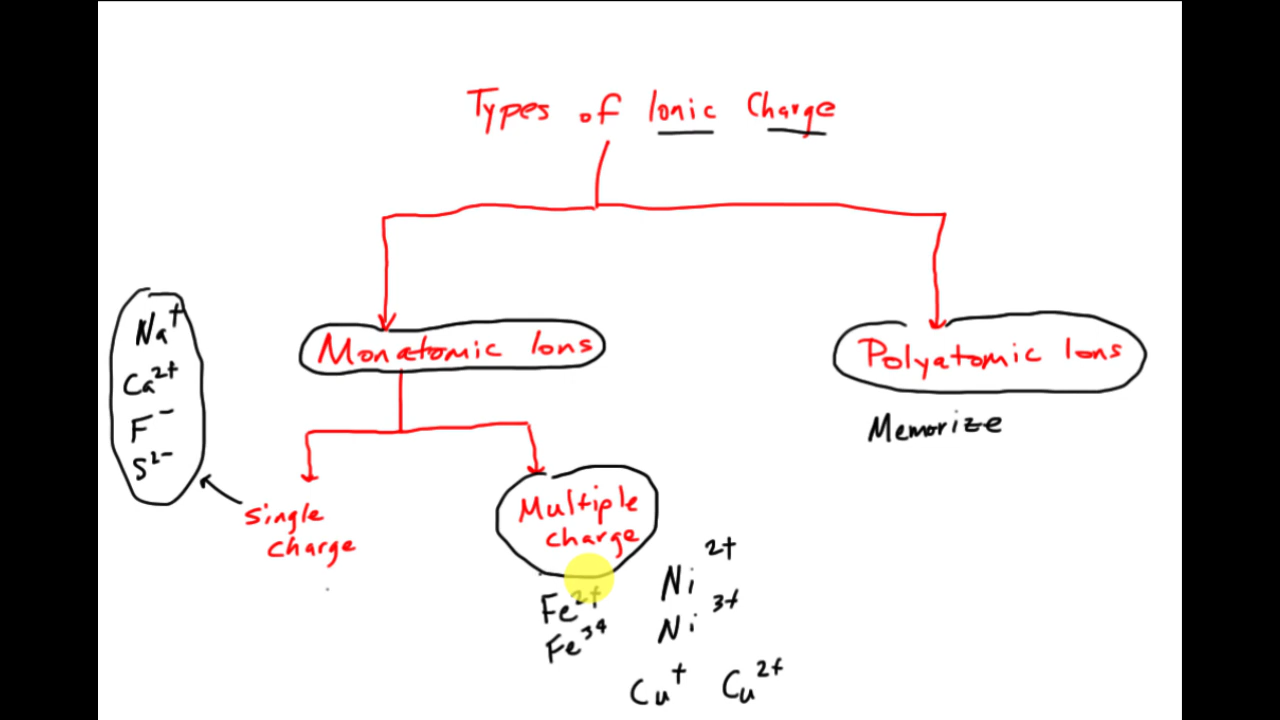 Types of Ionic Charge
Monatomic Ions
Polyatomic Ions
Memorize
Na⁺
Ca²⁺
F⁻
S²⁻
Single
charge
Multiple
charge
Fe²⁺
Fe³⁺
Ni²⁺
Ni³⁺
Cu⁺ Cu²⁺